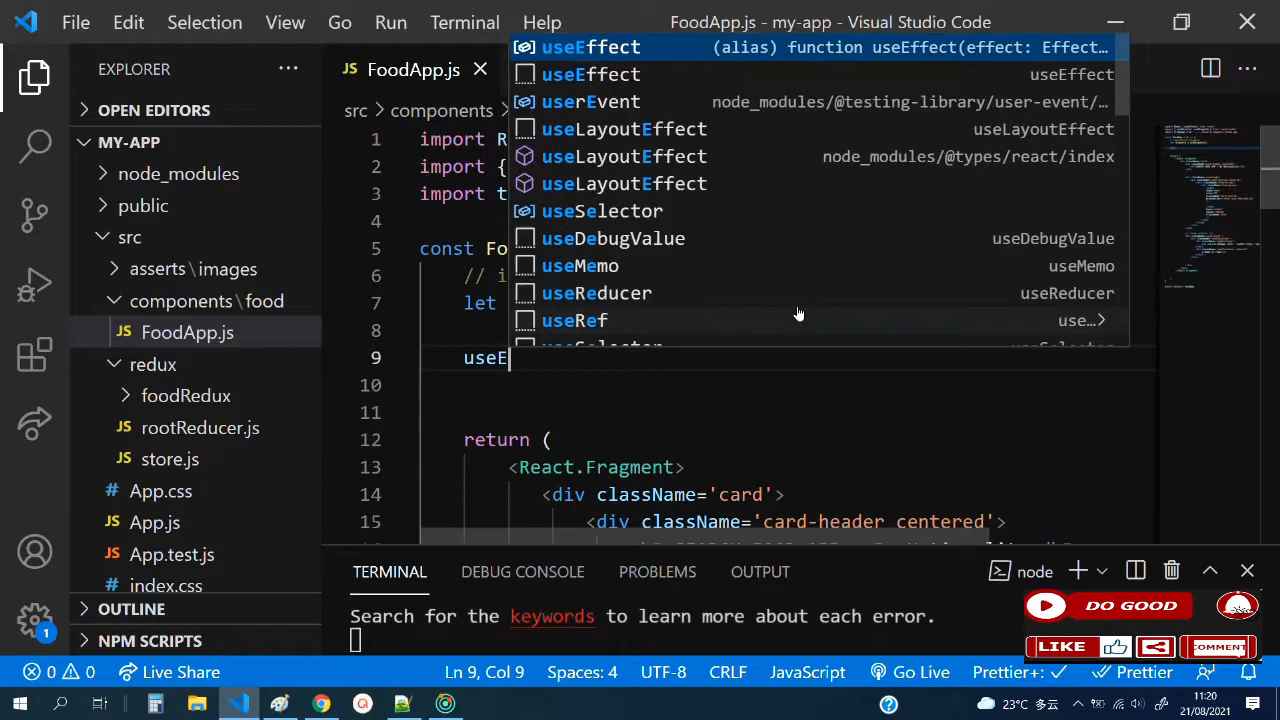 File Edit Selection View Go Run Terminal Help FoodApp.js - my-app - Visual Studio Code
EXPLORER
OPEN EDITORS
MY-APP
node_modules
public
src
asserts\images
components\food
FoodApp.js
redux
foodRedux
rootReducer.js
store.js
App.css
App.js
App.test.js
index.css
OUTLINE
NPM SCRIPTS
FoodApp.js
src components
1 import R
2 import {
3 import t
4
5 const Fo
6 // i
7 let
8
9 useE
10
11
12 return (
13 <React.Fragment>
14 <div className='card'>
15 <div className='card-header centered'>
useEffect (alias) function useEffect(effect: Effect…
useEffect useEffect
userEvent node_modules/@testing-library/user-event/…
useLayoutEffect useLayoutEffect
useLayoutEffect node_modules/@types/react/index
useLayoutEffect
useSelector
useDebugValue useDebugValue
useMemo useMemo
useReducer useReducer
useRef use…
TERMINAL DEBUG CONSOLE PROBLEMS OUTPUT node
Search for the keywords to learn more about each error.
DO GOOD
LIKE COMMENT
1
0 0 Live Share Ln 9, Col 9 Spaces: 4 UTF-8 CRLF JavaScript Go Live Prettier+: Prettier
23°C 多云
11:20
21/08/2021